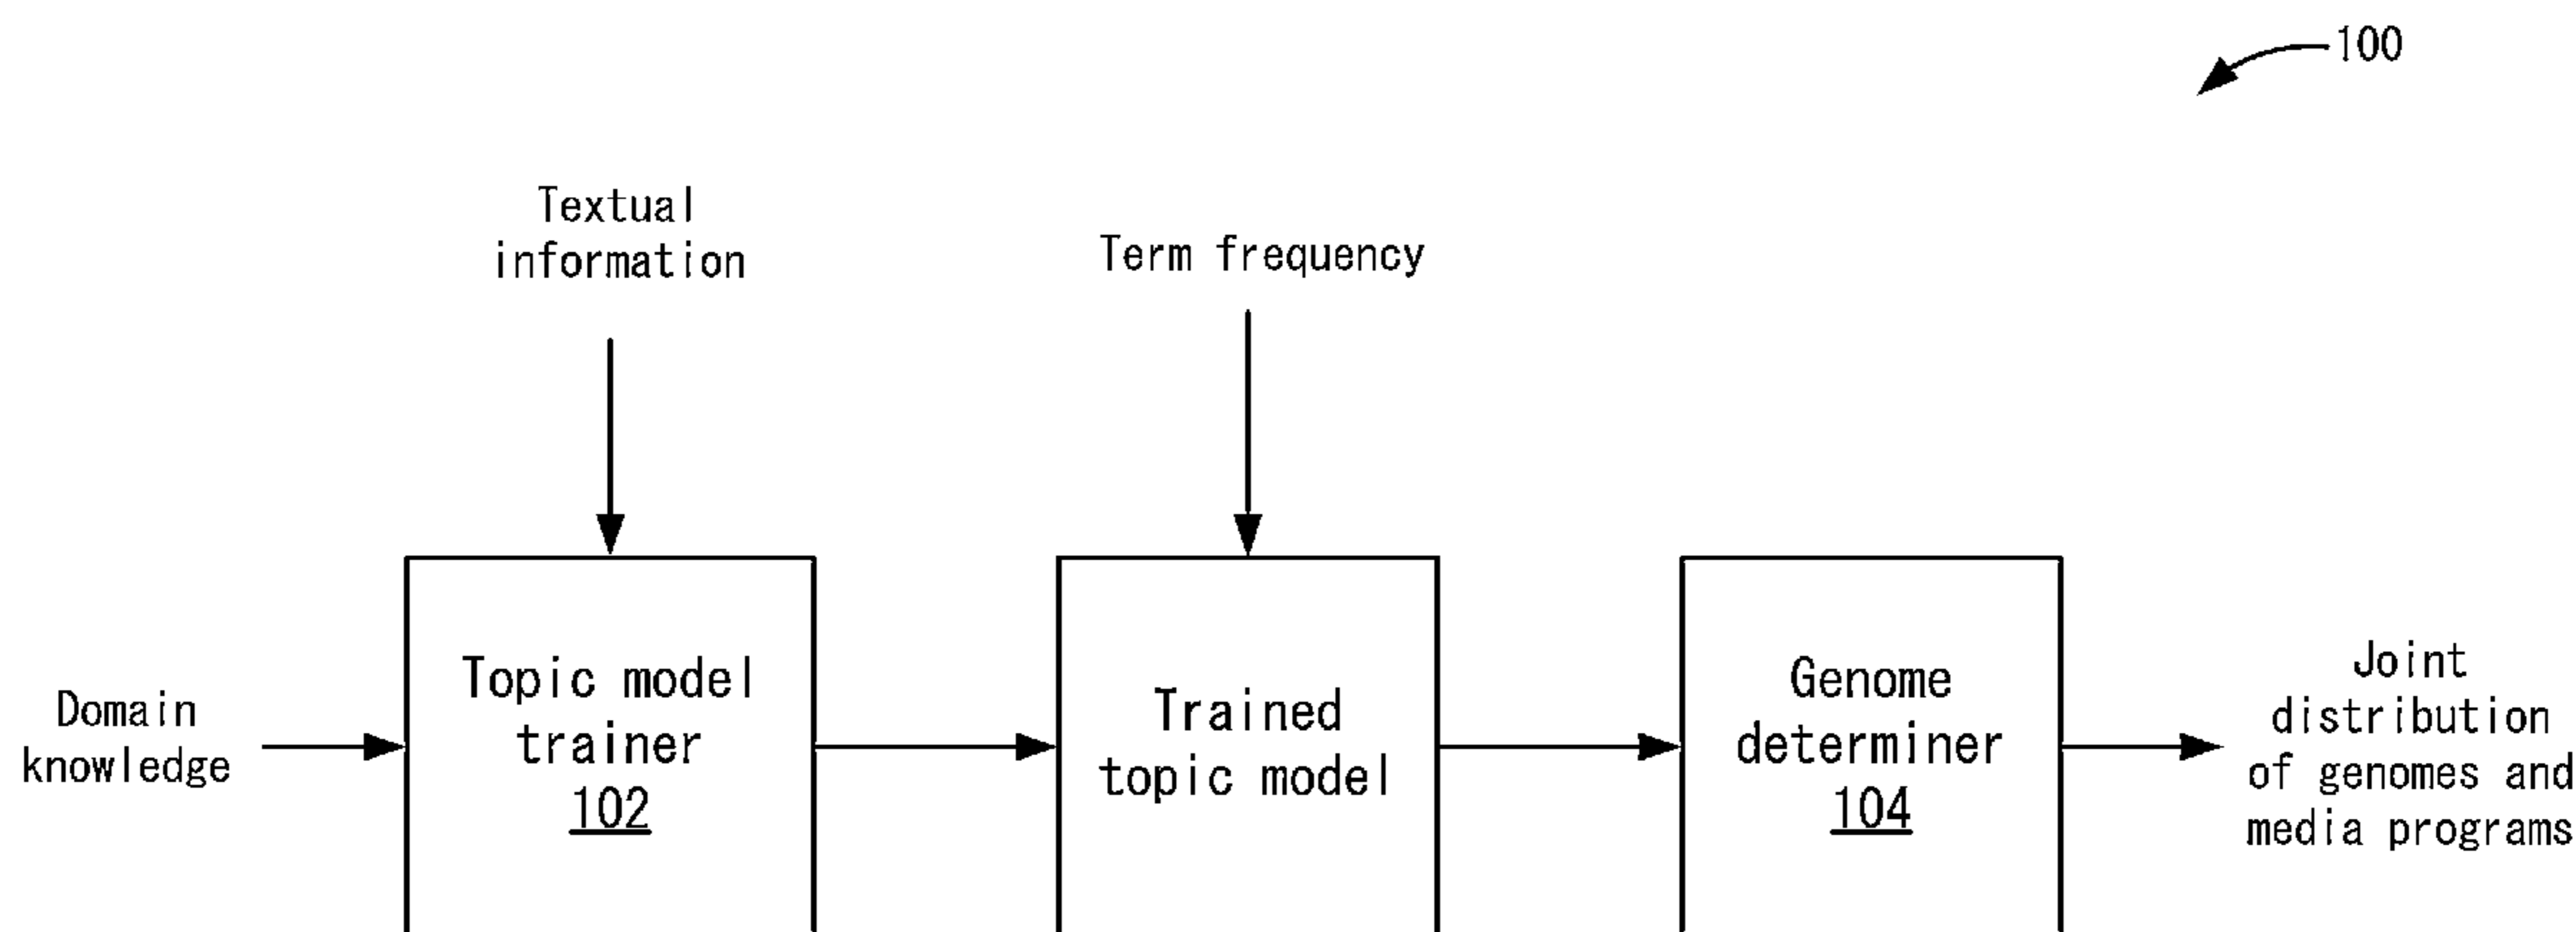 100
Textual
information
Term frequency
Domain
knowledge
Topic model
trainer
102
Trained
topic model
Genome
determiner
104
Joint
distribution
of genomes and
media programs